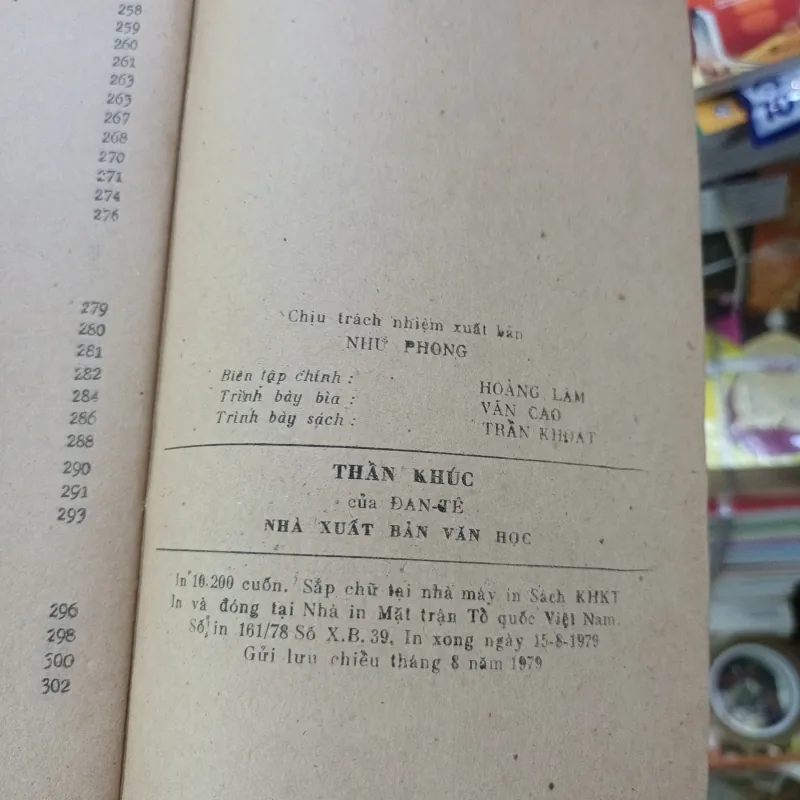 258
259
260
261
263
265
267
268
270
271
274
276
279
280
281
282
284
286
288
290
291
293
296
298
300
302
Chịu trách nhiệm xuất bản
NHƯ PHONG
Biên tập chính : HOÀNG LAM
Trình bày bìa : VĂN CAO
Trình bày sách : TRẦN KHOAT
THẦN KHÚC
của ĐAN-TÊ
NHÀ XUẤT BẢN VĂN HỌC
In 10.200 cuốn. Sắp chữ tại nhà máy in Sách KHKT
In và đóng tại Nhà in Mặt trận Tổ quốc Việt Nam.
Số in 161/78 Số X.B. 39. In xong ngày 15-8-1979
Gửi lưu chiều tháng 8 năm 1979